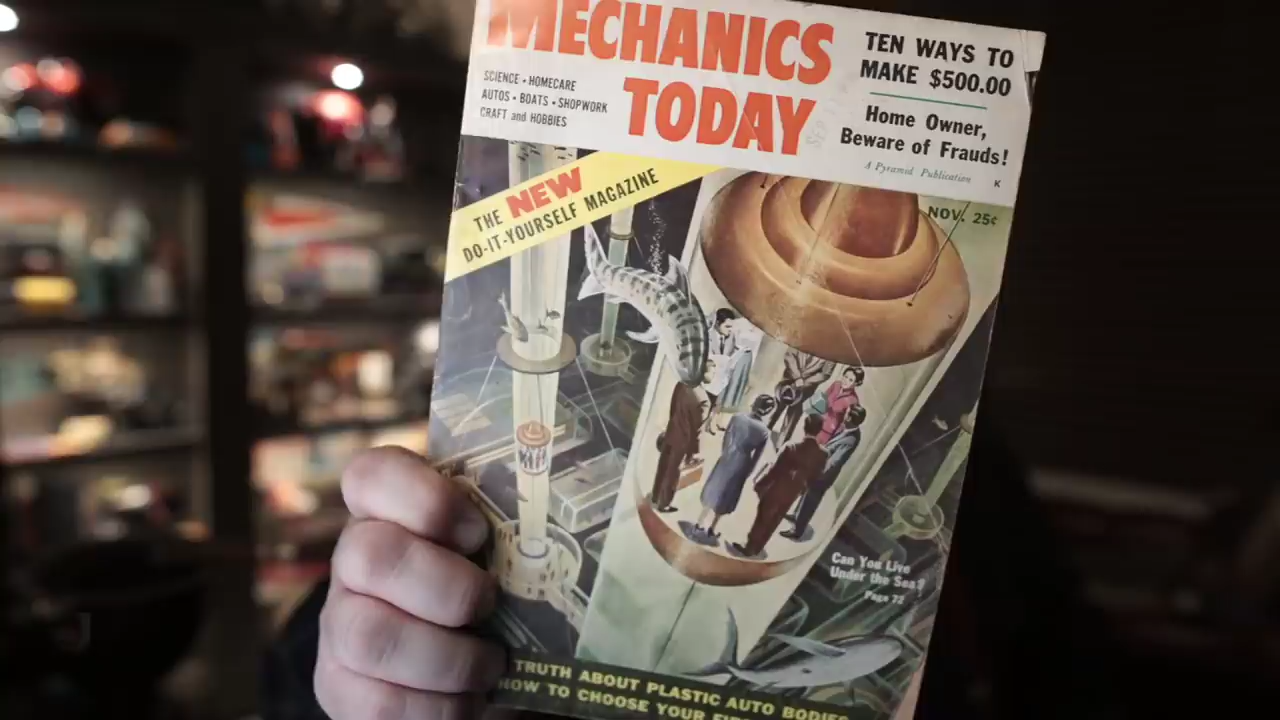 MECHANICS
TODAY
SCIENCE • HOMECARE
AUTOS • BOATS • SHOPWORK
CRAFT and HOBBIES
TEN WAYS TO
MAKE $500.00
Home Owner,
Beware of Frauds!
A Pyramid Publication
K
NOV. 25¢
THE NEW
DO-IT-YOURSELF MAGAZINE
Can You Live
Under the Sea?
Page 72
TRUTH ABOUT PLASTIC AUTO BODIES
HOW TO CHOOSE YOUR